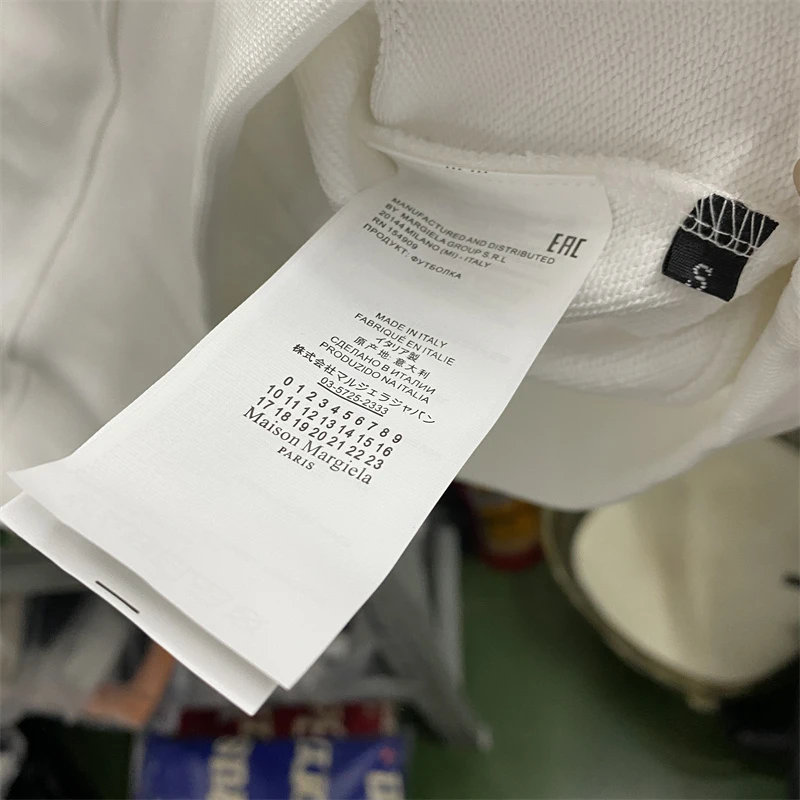 MANUFACTURED AND DISTRIBUTED
BY MARGIELA GROUP S.R.L
20144 MILANO (MI) - ITALY
RN 154909
ПРОДУКТ: ФУТБОЛКА
EAC
S
MADE IN ITALY
FABRIQUÉ EN ITALIE
イタリア製
原产地: 意大利
СДЕЛАНО В ИТАЛИИ
PRODUZIDO NA ITALIA
株式会社マルジェラジャパン
03-5725-2333
0 1 2 3 4 5 6 7 8 9
10 11 12 13 14 15 16
17 18 19 20 21 22 23
Maison Margiela
PARIS